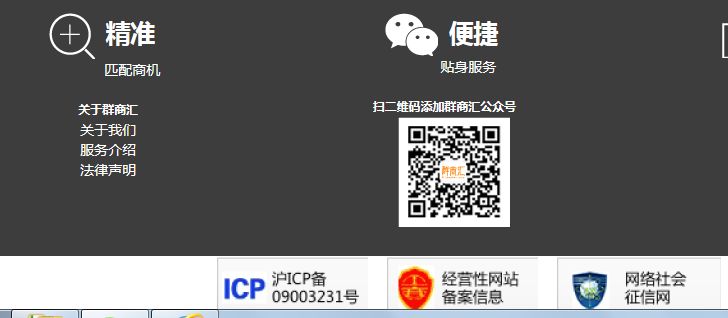 精准
匹配商机
便捷
贴身服务
关于群商汇
关于我们
服务介绍
法律声明
扫二维码添加群商汇公众号
群商汇
ICP
沪ICP备
09003231号
经营性网站
备案信息
网络社会
征信网